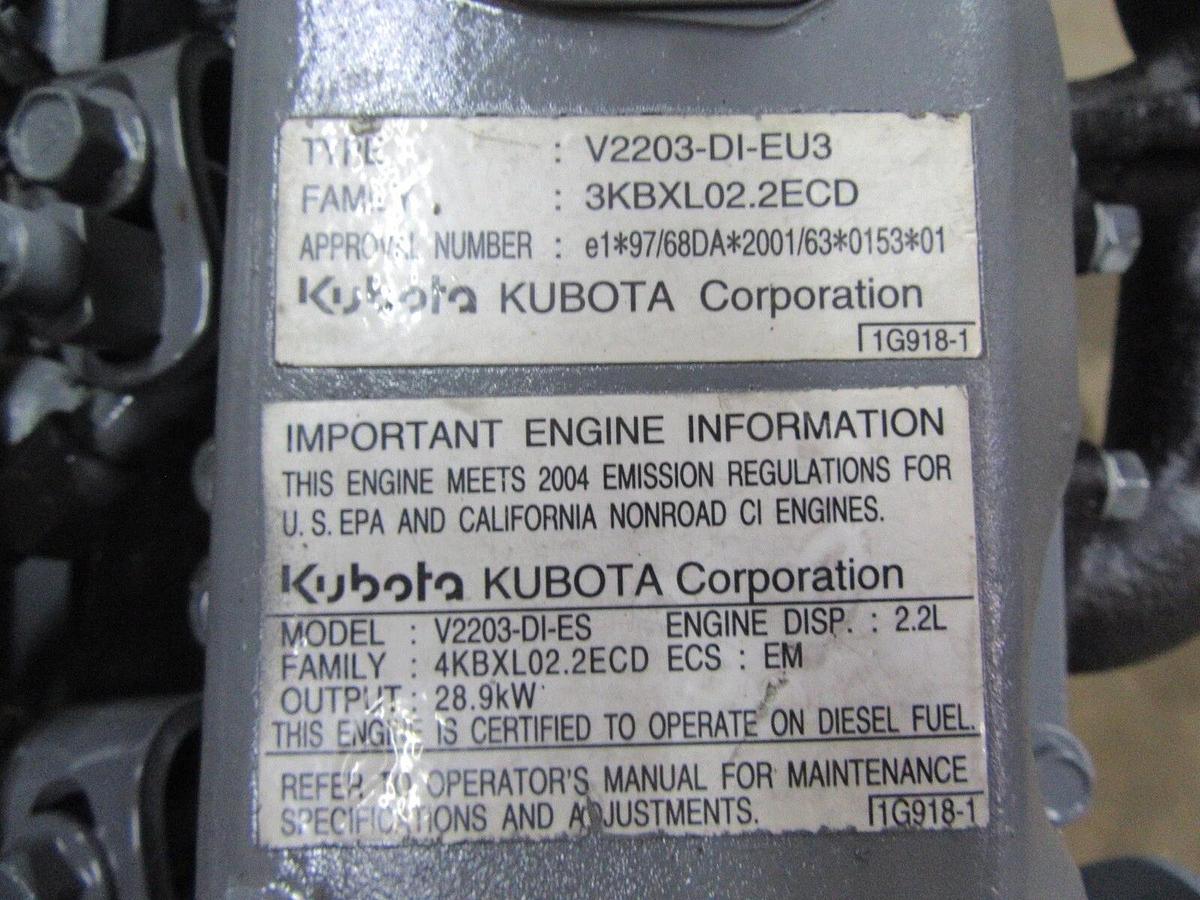 TYPE : V2203-DI-EU3
FAMILY : 3KBXL02.2ECD
APPROVAL NUMBER : e1*97/68DA*2001/63*0153*01
Kubota KUBOTA Corporation
1G918-1
IMPORTANT ENGINE INFORMATION
THIS ENGINE MEETS 2004 EMISSION REGULATIONS FOR
U.S. EPA AND CALIFORNIA NONROAD CI ENGINES.
Kubota KUBOTA Corporation
MODEL : V2203-DI-ES ENGINE DISP. : 2.2L
FAMILY : 4KBXL02.2ECD ECS : EM
OUTPUT : 28.9kW
THIS ENGINE IS CERTIFIED TO OPERATE ON DIESEL FUEL.
REFER TO OPERATOR'S MANUAL FOR MAINTENANCE
SPECIFICATIONS AND ADJUSTMENTS.
1G918-1